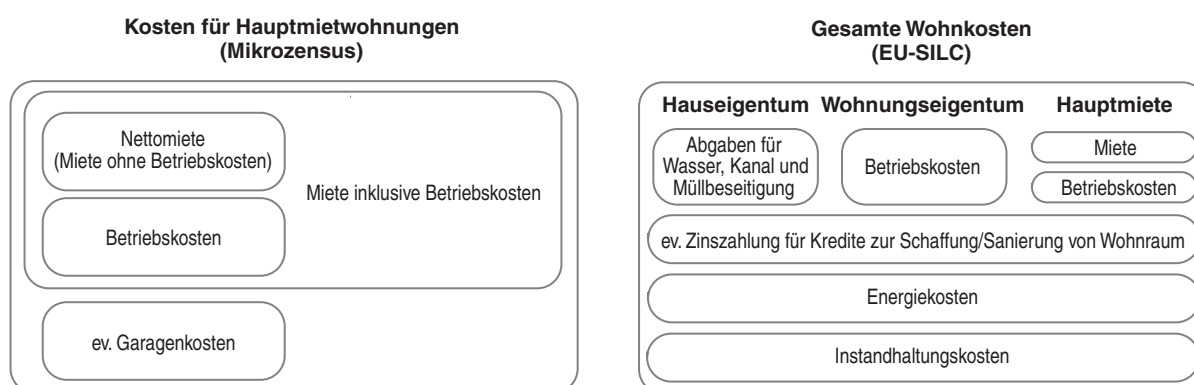 Kosten für Hauptmietwohnungen
(Mikrozensus)
Nettomiete
(Miete ohne Betriebskosten)
Miete inklusive Betriebskosten
Betriebskosten
ev. Garagenkosten
Gesamte Wohnkosten
(EU-SILC)
Hauseigentum Wohnungseigentum Hauptmiete
Abgaben für
Wasser, Kanal und
Müllbeseitigung
Betriebskosten
Miete
Betriebskosten
ev. Zinszahlung für Kredite zur Schaffung/Sanierung von Wohnraum
Energiekosten
Instandhaltungskosten